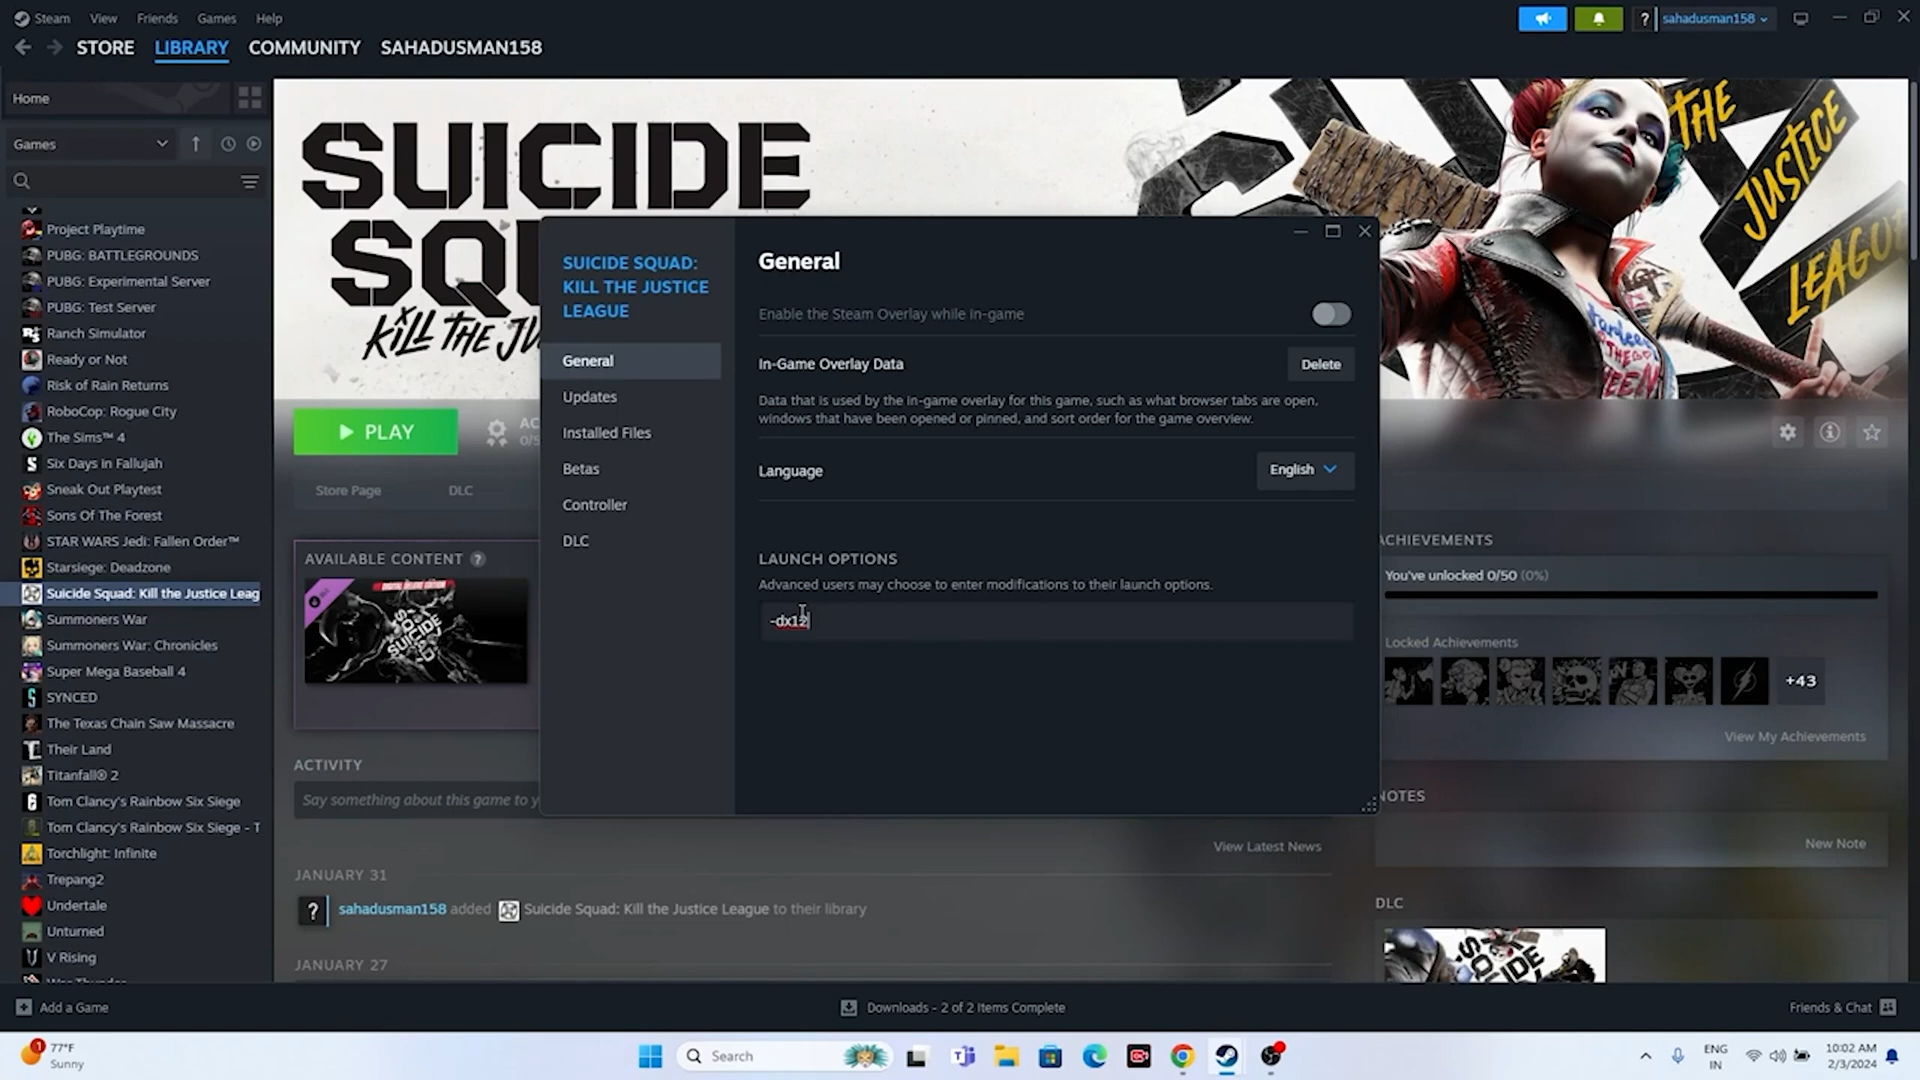 Steam View Friends Games Help
sahadusman158
STORE LIBRARY COMMUNITY SAHADUSMAN158
Home
Games
Project Playtime
PUBG: BATTLEGROUNDS
PUBG: Experimental Server
PUBG: Test Server
Ranch Simulator
Ready or Not
Risk of Rain Returns
RoboCop: Rogue City
The Sims™ 4
Six Days in Fallujah
Sneak Out Playtest
Sons Of The Forest
STAR WARS Jedi: Fallen Order™
Starsiege: Deadzone
Suicide Squad: Kill the Justice Leag
Summoners War
Summoners War: Chronicles
Super Mega Baseball 4
SYNCED
The Texas Chain Saw Massacre
Their Land
Titanfall® 2
Tom Clancy's Rainbow Six Siege
Tom Clancy's Rainbow Six Siege - T
Torchlight: Infinite
Trepang2
Undertale
Unturned
V Rising
Add a Game
SUICIDE
SQU
KILL THE JU
THE
JUSTICE
LEAGU
PLAY
AC
0/5
Store Page DLC
AVAILABLE CONTENT ?
DIGITAL DELUXE EDITION
SUICIDE
SQUAD
ACTIVITY
Say something about this game to y
View Latest News
JANUARY 31
sahadusman158 added Suicide Squad: Kill the Justice League to their library
JANUARY 27
SUICIDE SQUAD:
KILL THE JUSTICE
LEAGUE
General
Updates
Installed Files
Betas
Controller
DLC
General
Enable the Steam Overlay while in-game
In-Game Overlay Data
Delete
Data that is used by the in-game overlay for this game, such as what browser tabs are open,
windows that have been opened or pinned, and sort order for the game overview.
Language
English
LAUNCH OPTIONS
Advanced users may choose to enter modifications to their launch options.
-dx12
ACHIEVEMENTS
You've unlocked 0/50 (0%)
Locked Achievements
+43
View My Achievements
NOTES
New Note
DLC
Downloads - 2 of 2 Items Complete
Friends & Chat
1
77°F
Sunny
Search
ENG
IN
10:02 AM
2/3/2024